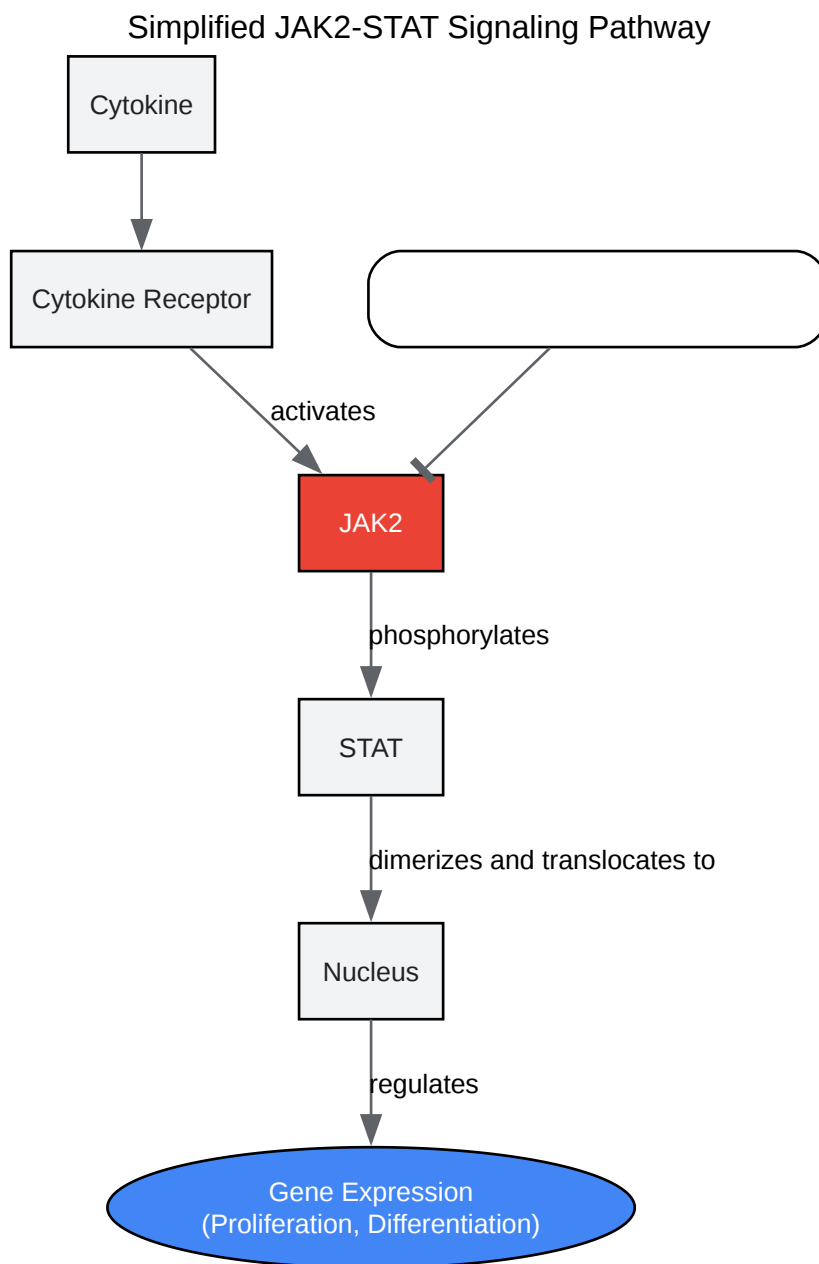 Simplified JAK2-STAT Signaling Pathway
Cytokine
Cytokine Receptor
activates
JAK2
phosphorylates
STAT
dimerizes and translocates to
Nucleus
regulates
Gene Expression
(Proliferation, Differentiation)